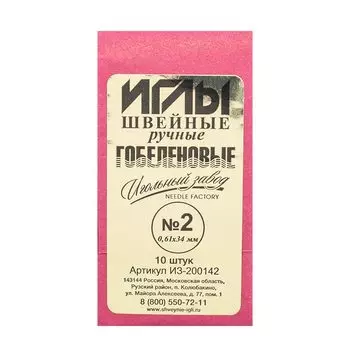 ИГЛЫ
ШВЕЙНЫЕ
ручные
ГОБЕЛЕНОВЫЕ
Игольный завод
NEEDLE FACTORY
№2
0,61х34 мм
10 штук
Артикул ИЗ-200142
143144 Россия, Московская область,
Рузский район, п. Колюбакино,
ул. Майора Алексеева, д. 77, пом. 1
8 (800) 550-72-11
www.shveynie-igli.ru